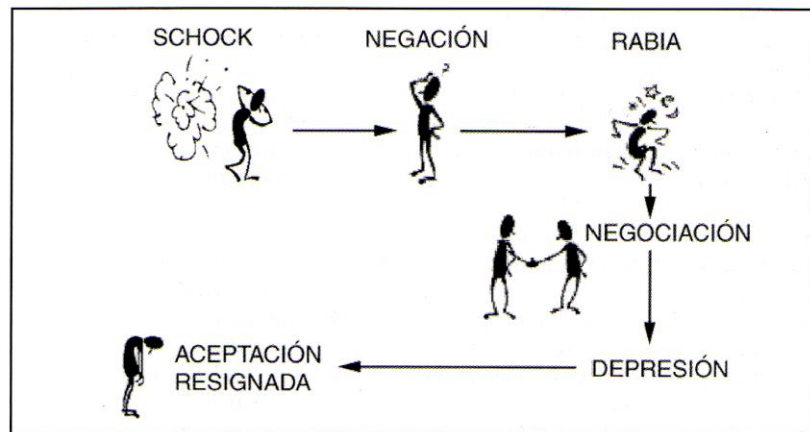 SCHOCK
NEGACIÓN
RABIA
NEGOCIACIÓN
DEPRESIÓN
ACEPTACIÓN
RESIGNADA